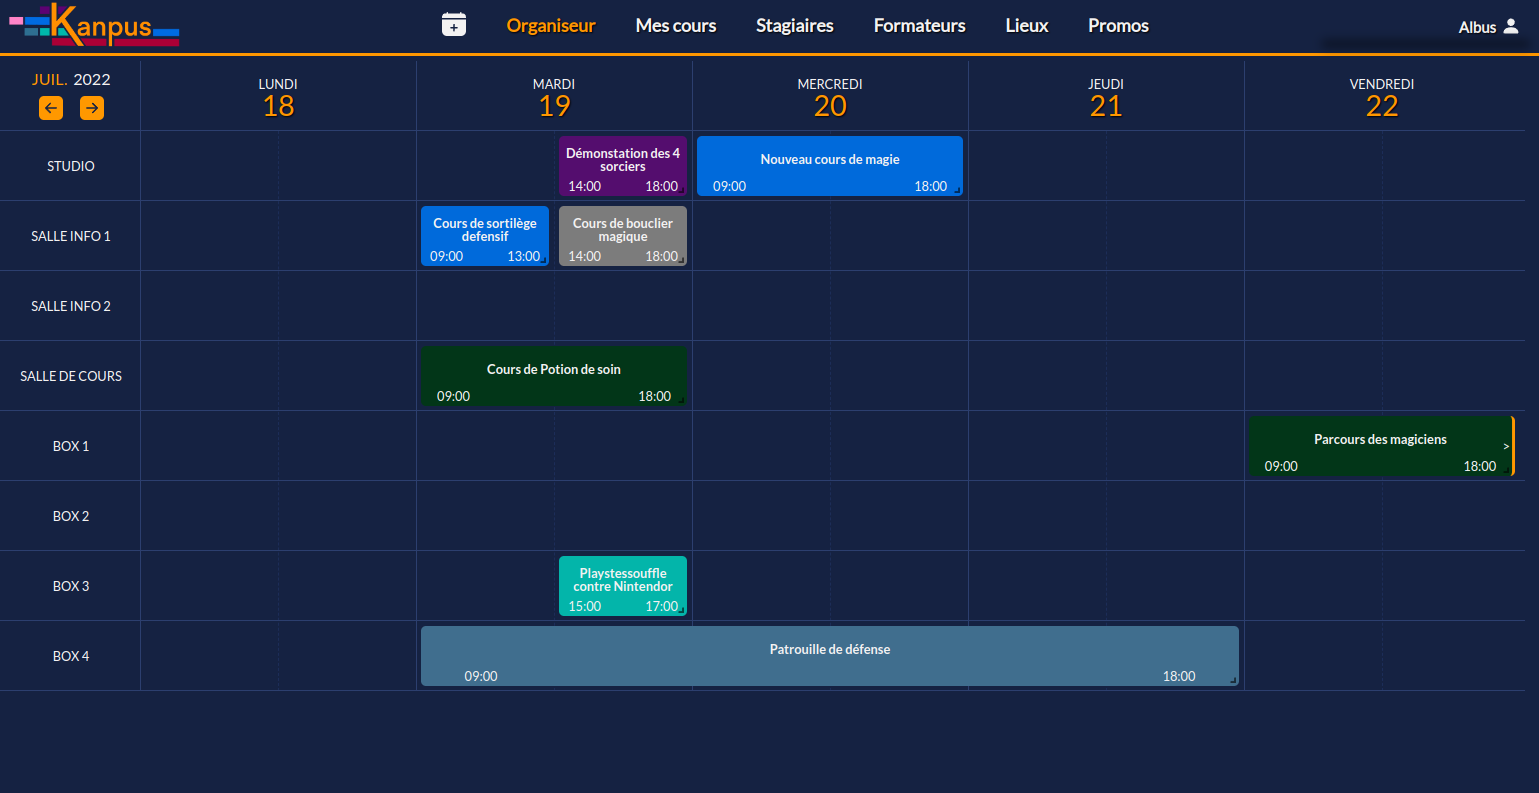 Kanpus
Organiseur
Mes cours
Stagiaires
Formateurs
Lieux
Promos
Albus
JUIL. 2022
LUNDI
18
MARDI
19
MERCREDI
20
JEUDI
21
VENDREDI
22
STUDIO
Démonstation des 4
sorciers
14:00 18:00
Nouveau cours de magie
09:00 18:00
SALLE INFO 1
Cours de sortilège
defensif
09:00 13:00
Cours de bouclier
magique
14:00 18:00
SALLE INFO 2
SALLE DE COURS
Cours de Potion de soin
09:00 18:00
BOX 1
Parcours des magiciens
>
09:00 18:00
BOX 2
BOX 3
Playstessouffle
contre Nintendor
15:00 17:00
BOX 4
Patrouille de défense
09:00 18:00